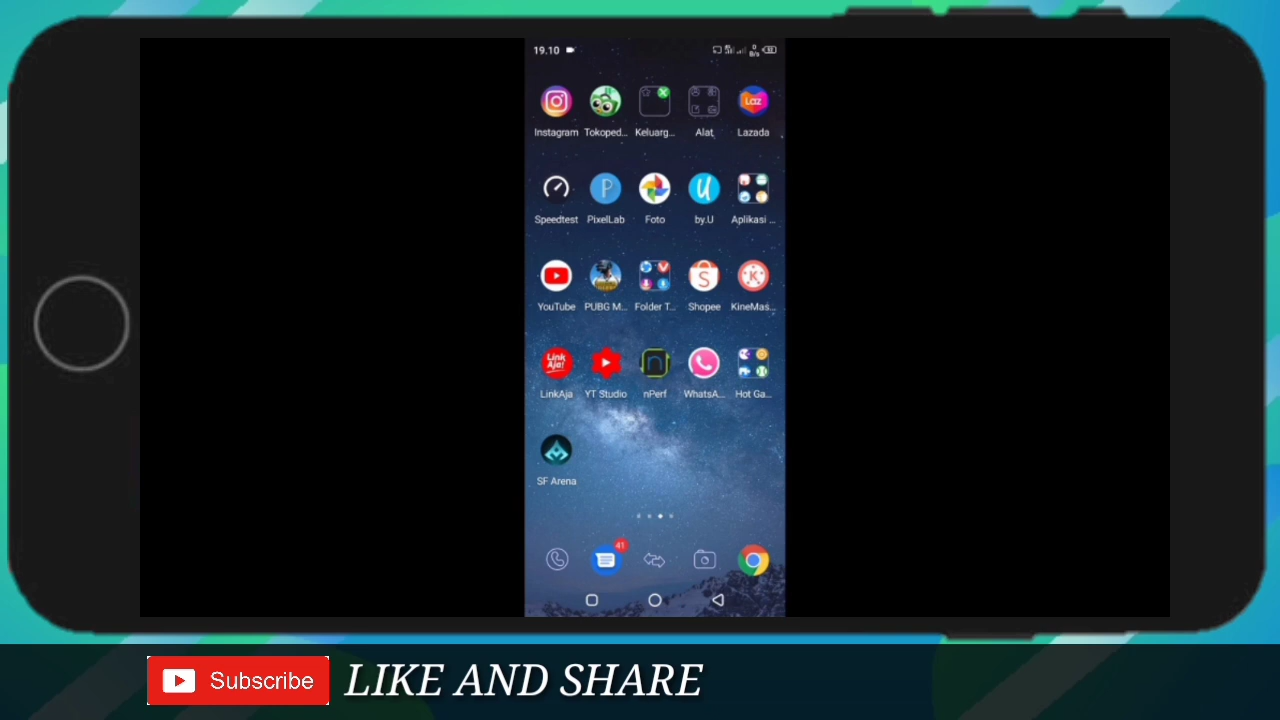 19.10
Instagram Tokoped... Keluarg... Alat Lazada
Speedtest PixelLab Foto by.U Aplikasi ...
YouTube PUBG M... Folder T... Shopee KineMas...
LinkAja YT Studio nPerf WhatsA... Hot Ga...
SF Arena
41
Subscribe LIKE AND SHARE